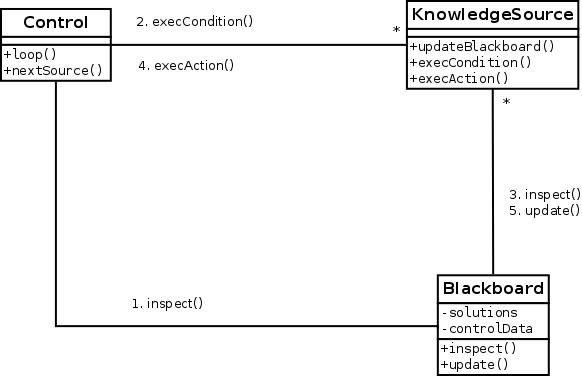 Control
+loop()
+nextSource()
2. execCondition()
4. execAction()
*
KnowledgeSource
+updateBlackboard()
+execCondition()
+execAction()
*
3. inspect()
5. update()
1. inspect()
Blackboard
-solutions
-controlData
+inspect()
+update()